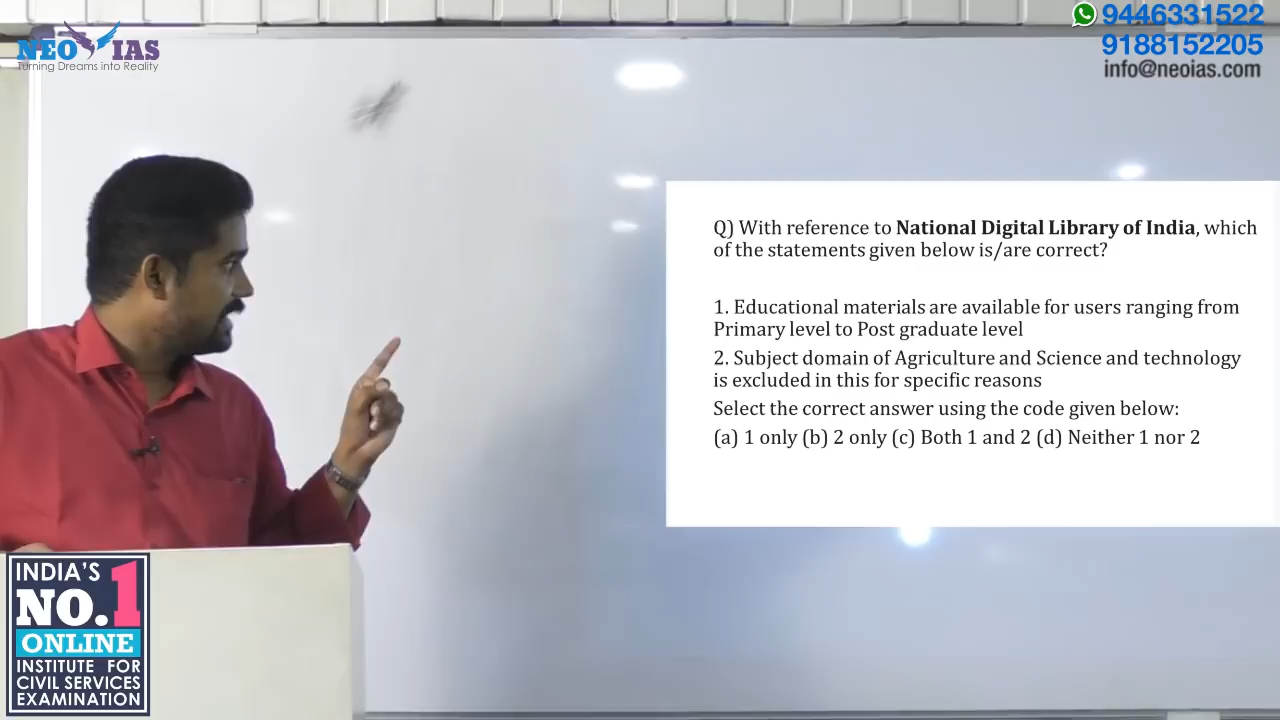 9446331522
9188152205
info@neoias.com
NEO IAS
Turning Dreams into Reality
Q) With reference to National Digital Library of India, which
of the statements given below is/are correct?
1. Educational materials are available for users ranging from
Primary level to Post graduate level
2. Subject domain of Agriculture and Science and technology
is excluded in this for specific reasons
Select the correct answer using the code given below:
(a) 1 only (b) 2 only (c) Both 1 and 2 (d) Neither 1 nor 2
INDIA'S
NO.1
ONLINE
INSTITUTE FOR
CIVIL SERVICES
EXAMINATION